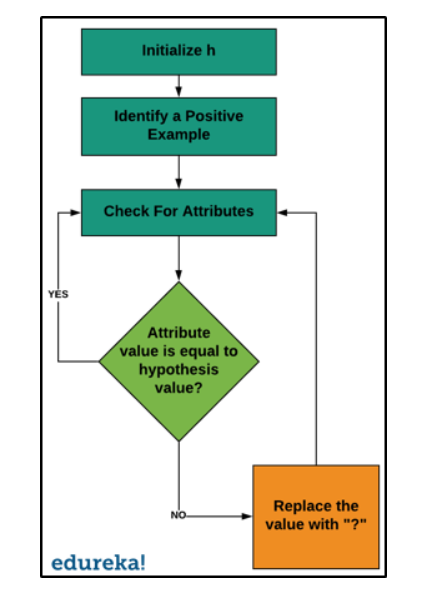 Initialize h
Identify a Positive
Example
Check For Attributes
YES
Attribute
value is equal to
hypothesis
value?
NO
Replace the
value with "?"
edureka!